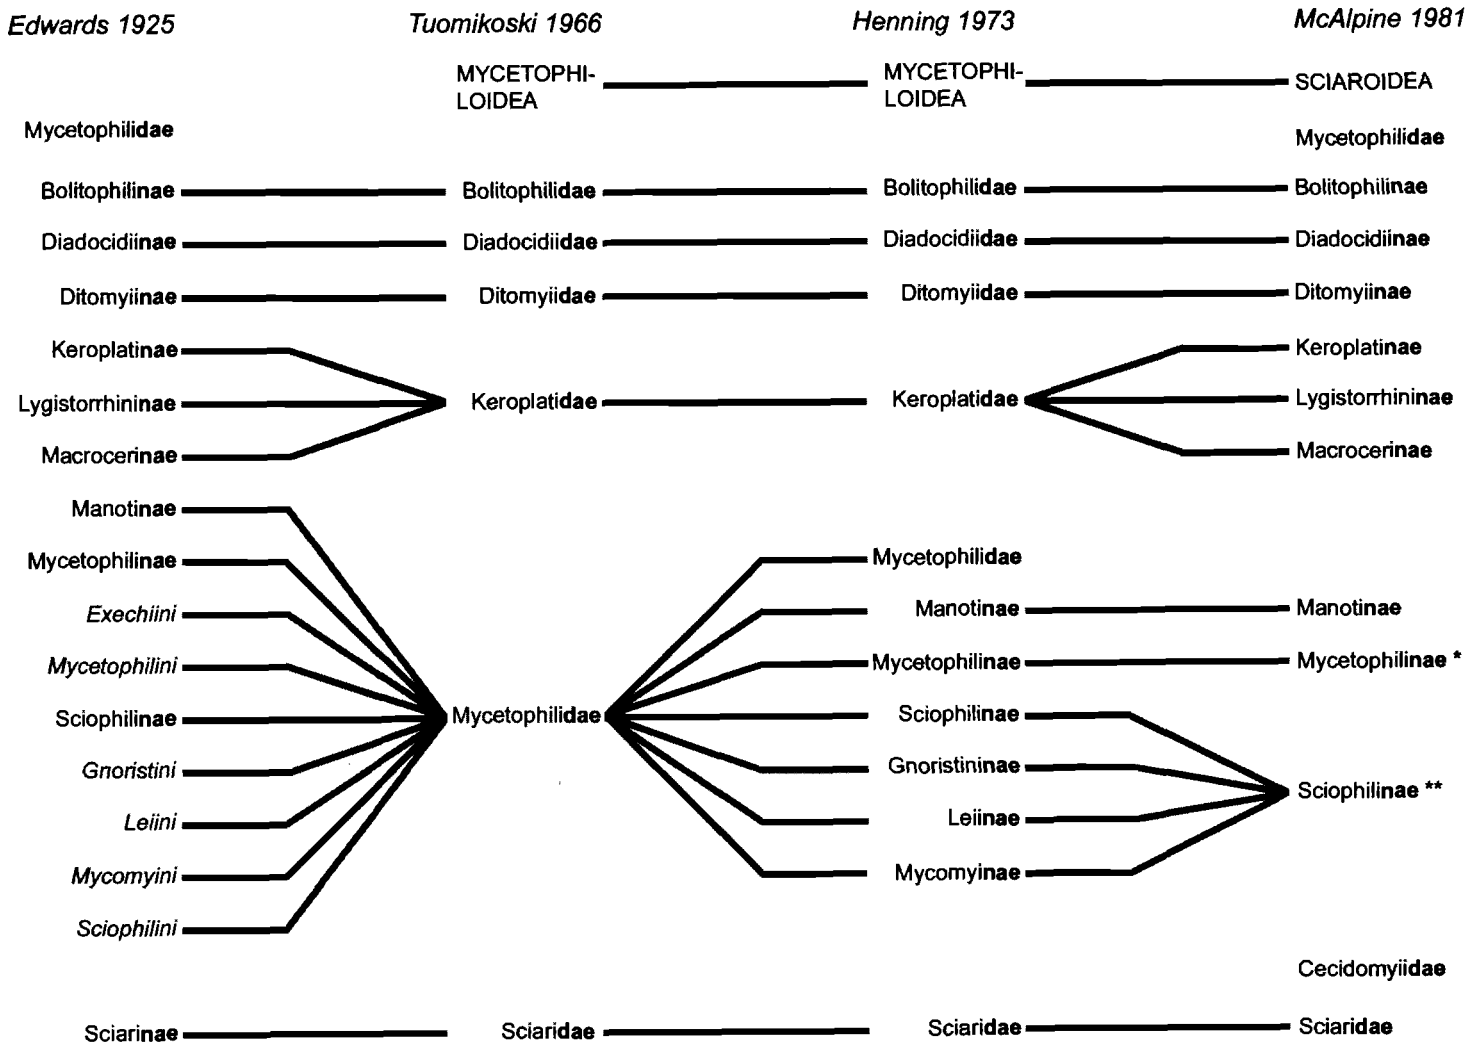 Edwards 1925 Tuomikoski 1966 Henning 1973 McAlpine 1981
MYCETOPHI- MYCETOPHI- SCIAROIDEA
LOIDEA LOIDEA
Mycetophilidae Mycetophilidae
Bolitophilinae Bolitophilidae Bolitophilidae Bolitophilinae
Diadocidiinae Diadocidiidae Diadocidiidae Diadocidiinae
Ditomyiinae Ditomyiidae Ditomyiidae Ditomyiinae
Keroplatinae Keroplatinae
Lygistorrhininae Keroplatidae Keroplatidae Lygistorrhininae
Macrocerinae Macrocerinae
Manotinae
Mycetophilinae Mycetophilidae
Exechiini Manotinae Manotinae
Mycetophilini Mycetophilinae Mycetophilinae *
Sciophilinae Mycetophilidae Sciophilinae
Gnoristini Gnoristininae Sciophilinae **
Leiini Leiinae
Mycomyini Mycomyinae
Sciophilini
Cecidomyiidae
Sciarinae Sciaridae Sciaridae Sciaridae